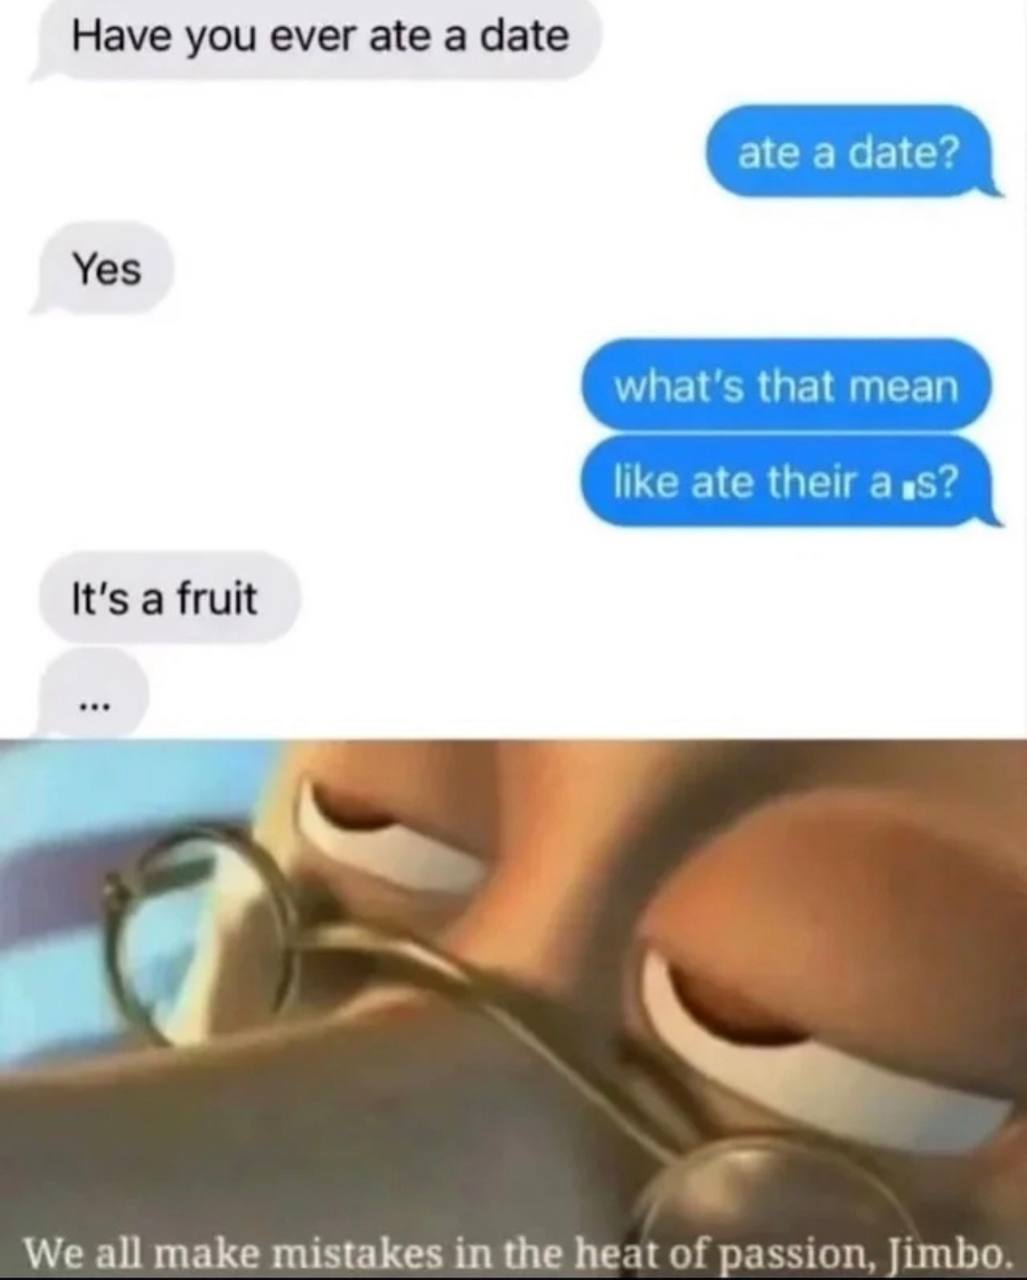 Have you ever ate a date
ate a date?
Yes
what's that mean
like ate their a s?
It's a fruit
...
We all make mistakes in the heat of passion, Jimbo.